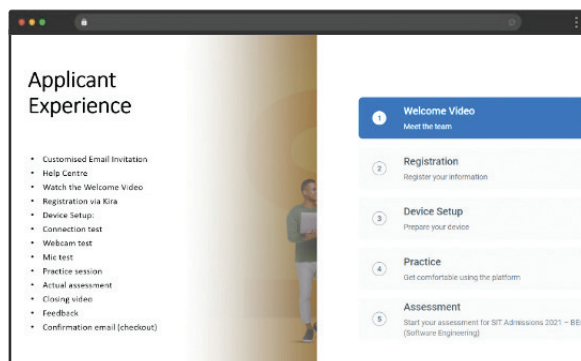 Applicant
Experience
• Customised Email Invitation
• Help Centre
• Watch the Welcome Video
• Registration via Kira
• Device Setup:
• Connection test
• Webcam test
• Mic test
• Practice session
• Actual assessment
• Closing video
• Feedback
• Confirmation email (checkout)
1
Welcome Video
Meet the team
2
Registration
Register your information
3
Device Setup
Prepare your device
4
Practice
Get comfortable using the platform
5
Assessment
Start your assessment for SIT Admissions 2021 –
(Software Engineering)